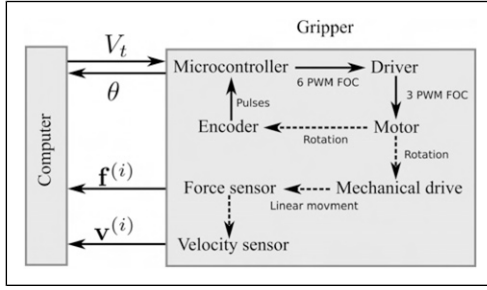 Gripper
V_t
Microcontroller
6 PWM FOC
Driver
θ
Pulses
3 PWM FOC
Computer
Encoder
Rotation
Motor
Rotation
f^(i)
Force sensor
Linear movment
Mechanical drive
v^(i)
Velocity sensor